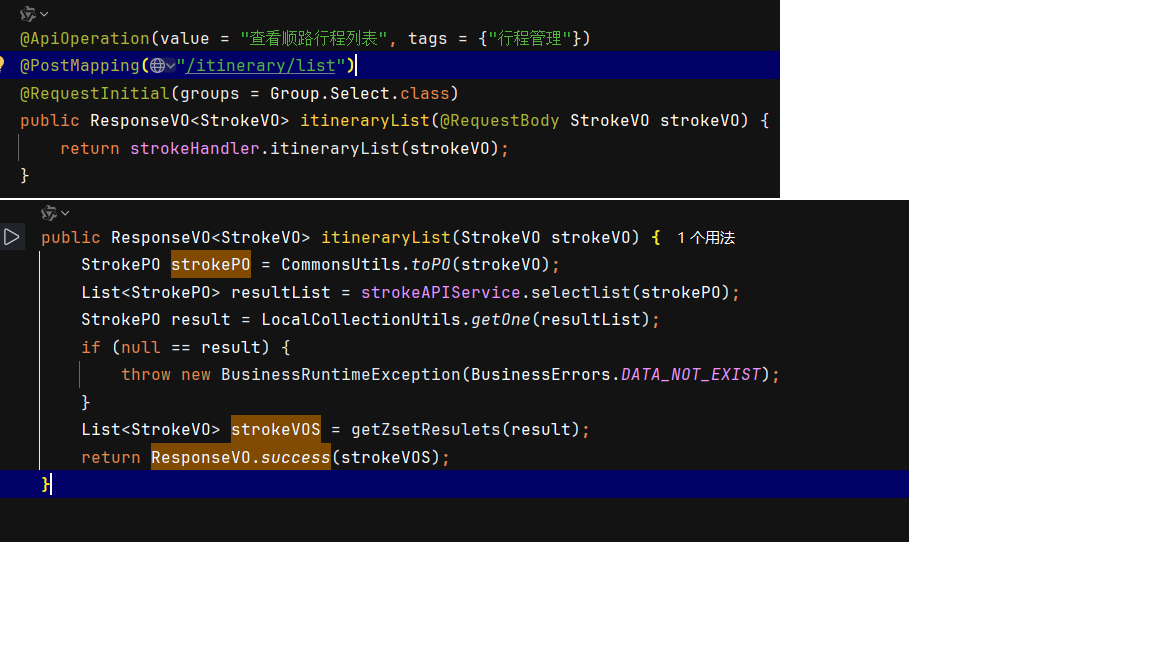 @ApiOperation(value = "查看顺路行程列表", tags = {"行程管理"})
@PostMapping("/itinerary/list")
@RequestInitial(groups = Group.Select.class)
public ResponseVO<StrokeVO> itineraryList(@RequestBody StrokeVO strokeVO) {
    return strokeHandler.itineraryList(strokeVO);
}
public ResponseVO<StrokeVO> itineraryList(StrokeVO strokeVO) { 1 个用法
    StrokePO strokePO = CommonsUtils.toPO(strokeVO);
    List<StrokePO> resultList = strokeAPIService.selectlist(strokePO);
    StrokePO result = LocalCollectionUtils.getOne(resultList);
    if (null == result) {
        throw new BusinessRuntimeException(BusinessErrors.DATA_NOT_EXIST);
    }
    List<StrokeVO> strokeVOS = getZsetResulets(result);
    return ResponseVO.success(strokeVOS);
}